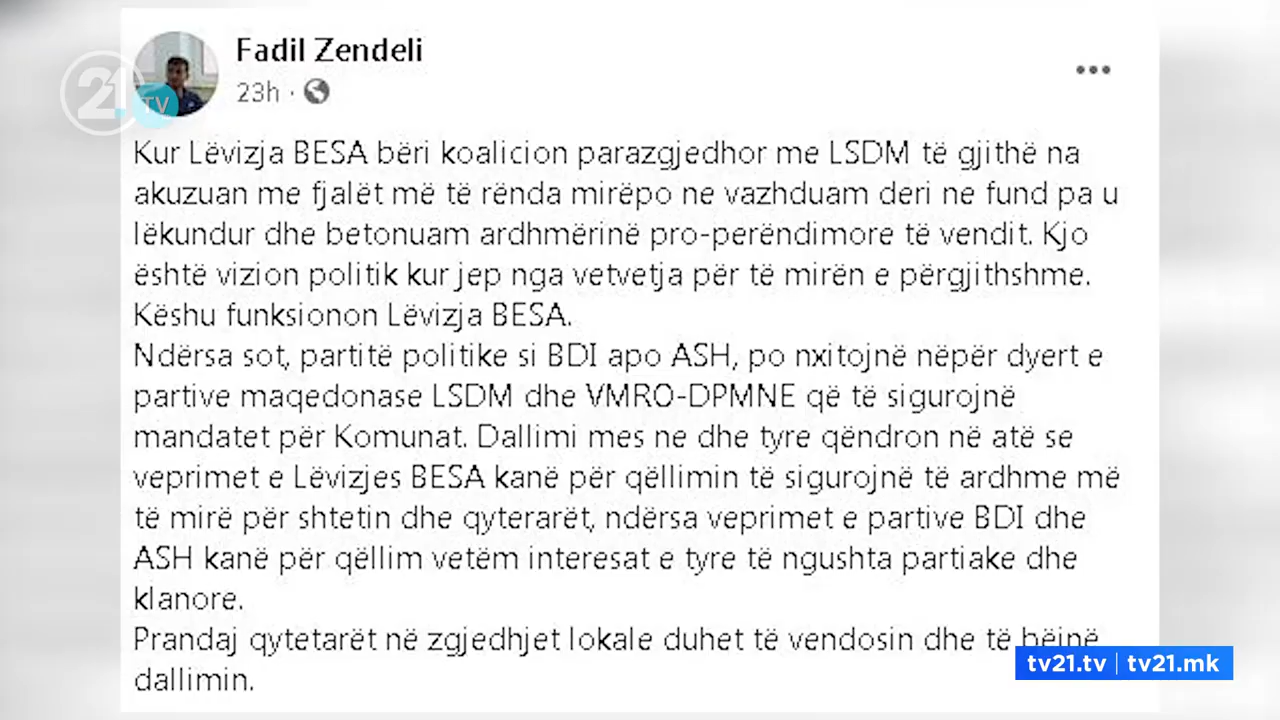 21
TV
Fadil Zendeli
23h ·
Kur Lëvizja BESA bëri koalicion parazgjedhor me LSDM të gjithë na
akuzuan me fjalët më të rënda mirëpo ne vazhduam deri ne fund pa u
lëkundur dhe betonuam ardhmërinë pro-perëndimore të vendit. Kjo
është vizion politik kur jep nga vetvetja për të mirën e përgjithshme.
Kështu funksionon Lëvizja BESA.
Ndërsa sot, partitë politike si BDI apo ASH, po nxitojnë nëpër dyert e
partive maqedonase LSDM dhe VMRO-DPMNE që të sigurojnë
mandatet për Komunat. Dallimi mes ne dhe tyre qëndron në atë se
veprimet e Lëvizjes BESA kanë për qëllimin të sigurojnë të ardhme më
të mirë për shtetin dhe qyterarët, ndërsa veprimet e partive BDI dhe
ASH kanë për qëllim vetëm interesat e tyre të ngushta partiake dhe
klanore.
Prandaj qytetarët në zgjedhjet lokale duhet të vendosin dhe të bëjnë
dallimin.
tv21.tv | tv21.mk